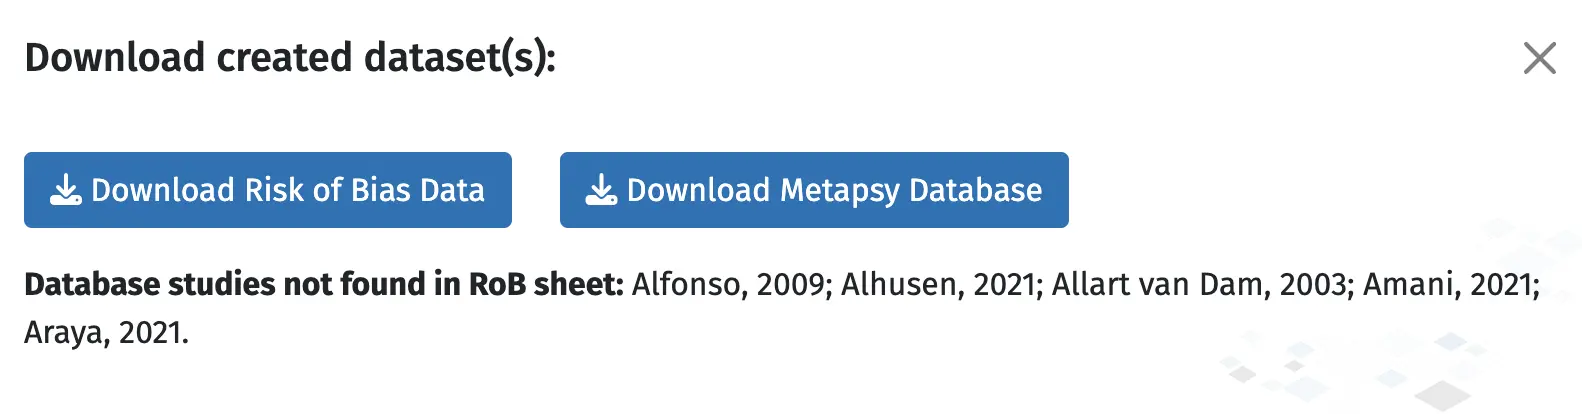 Download created dataset(s):
Download Risk of Bias Data
Download Metapsy Database
Database studies not found in RoB sheet: Alfonso, 2009; Alhusen, 2021; Allart van Dam, 2003; Amani, 2021;
Araya, 2021.